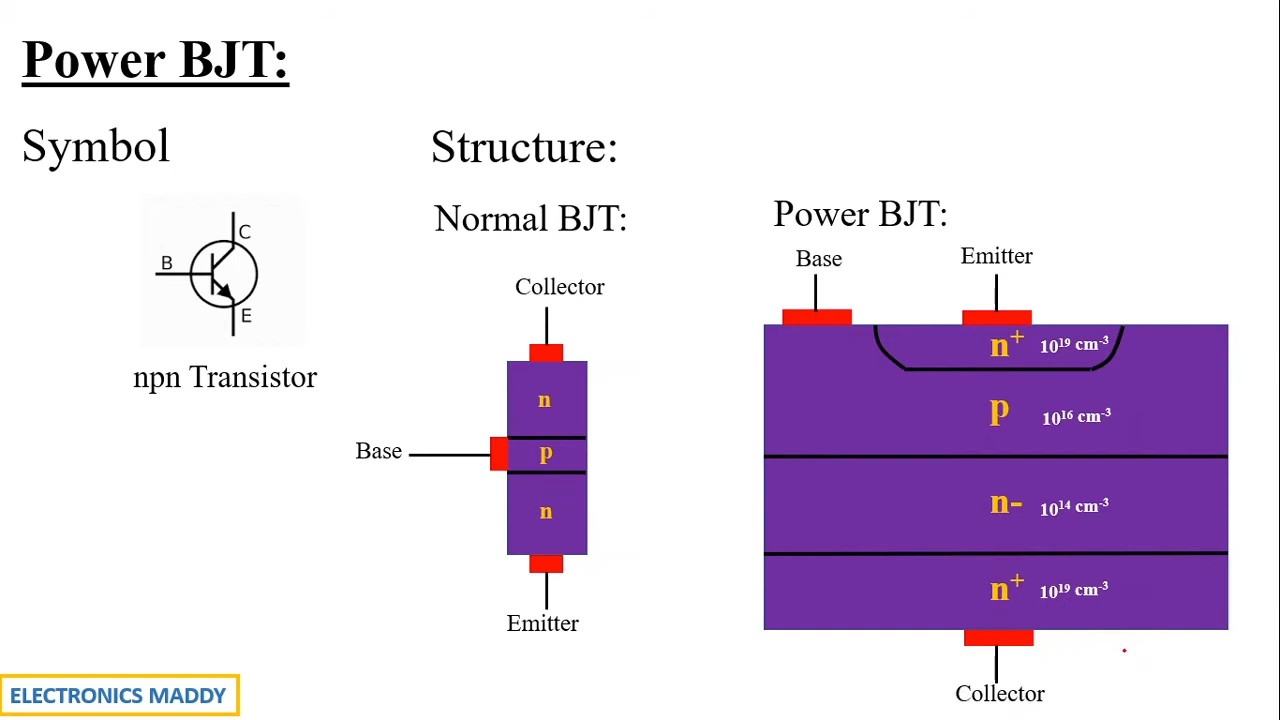 Power BJT:
Symbol
Structure:
Normal BJT:
Power BJT:
C
B
E
npn Transistor
Collector
n
Base
p
n
Emitter
Base
Emitter
n⁺ 10¹⁹ cm⁻³
p 10¹⁶ cm⁻³
n- 10¹⁴ cm⁻³
n⁺ 10¹⁹ cm⁻³
Collector
ELECTRONICS MADDY